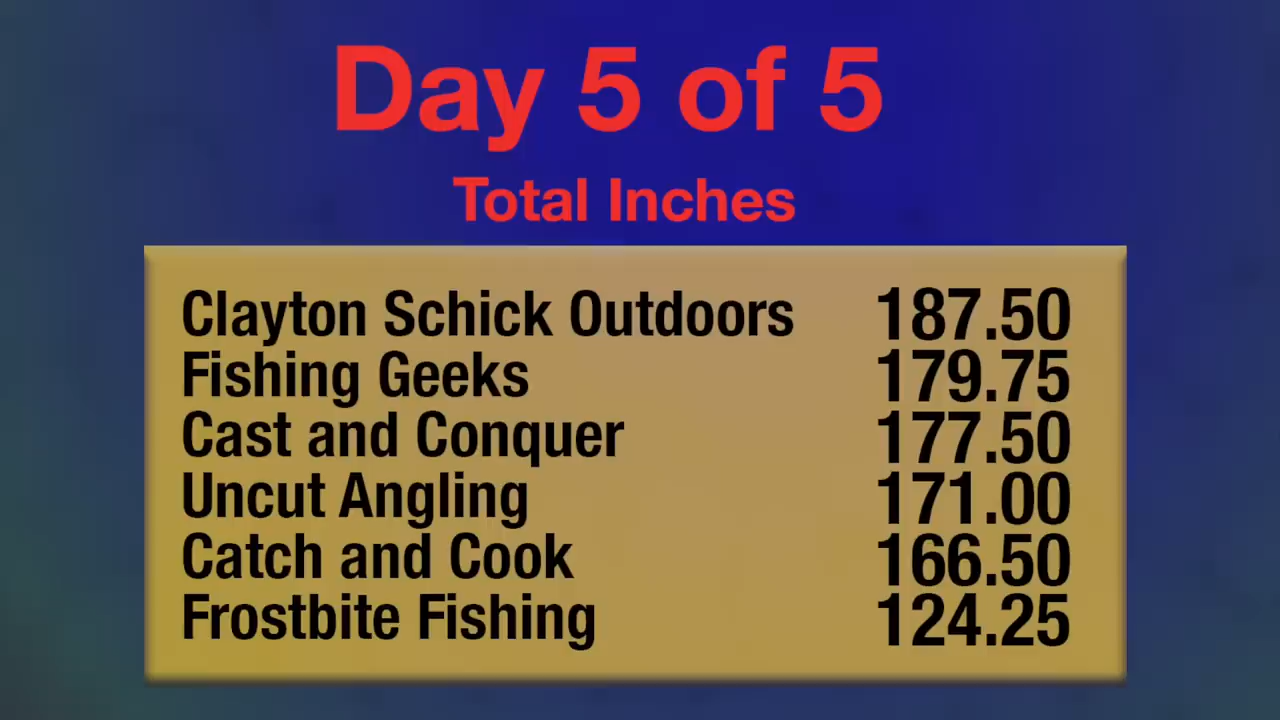 Day 5 of 5
Total Inches
Clayton Schick Outdoors 187.50
Fishing Geeks 179.75
Cast and Conquer 177.50
Uncut Angling 171.00
Catch and Cook 166.50
Frostbite Fishing 124.25